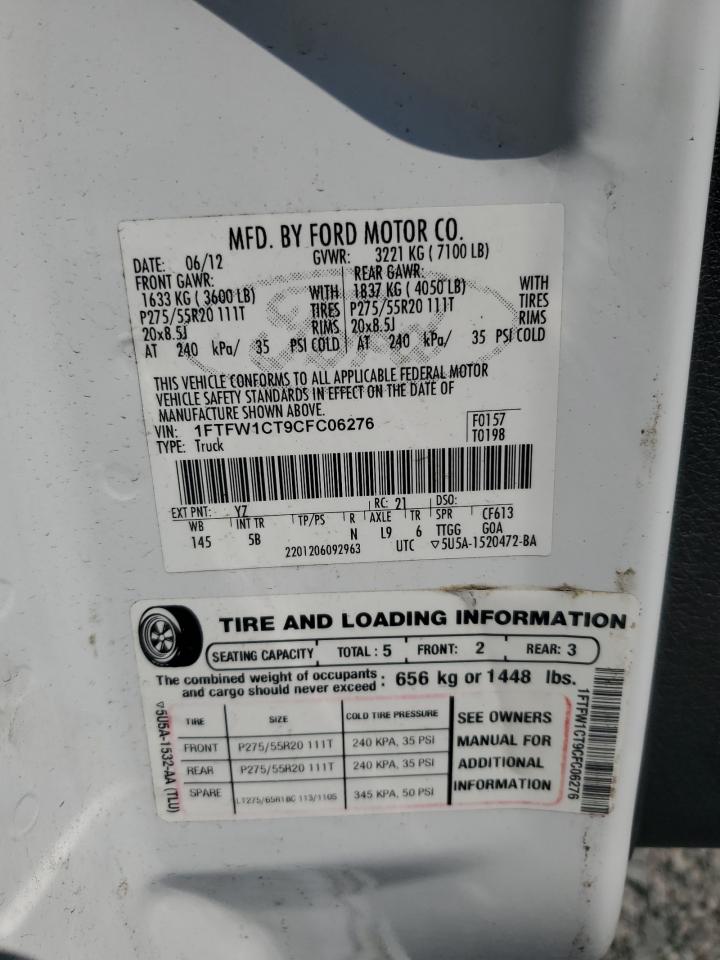 MFD. BY FORD MOTOR CO.
DATE: 06/12 GVWR: 3221 KG ( 7100 LB)
FRONT GAWR: REAR GAWR:
1633 KG ( 3600 LB) WITH 1837 KG ( 4050 LB) WITH
P275/55R20 111T TIRES P275/55R20 111T TIRES
20x8.5J RIMS 20x8.5J RIMS
AT 240 kPa/ 35 PSI COLD AT 240 kPa/ 35 PSI COLD
THIS VEHICLE CONFORMS TO ALL APPLICABLE FEDERAL MOTOR
VEHICLE SAFETY STANDARDS IN EFFECT ON THE DATE OF
MANUFACTURE SHOWN ABOVE.
VIN: 1FTFW1CT9CFC06276 F0157
TYPE: Truck T0198
EXT PNT: YZ RC: 21 DSO:
WB INT TR TP/PS R AXLE TR SPR CF613
145 5B N L9 6 TTGG GOA
2201206092963 UTC ▽5U5A-1520472-BA
TIRE AND LOADING INFORMATION
SEATING CAPACITY TOTAL : 5 FRONT: 2 REAR: 3
The combined weight of occupants
and cargo should never exceed : 656 kg or 1448 lbs.
TIRE SIZE COLD TIRE PRESSURE
FRONT P275/55R20 111T 240 KPA, 35 PSI
REAR P275/55R20 111T 240 KPA, 35 PSI
SPARE LT275/65R18C 113/110S 345 KPA, 50 PSI
SEE OWNERS
MANUAL FOR
ADDITIONAL
INFORMATION
▽5U5A-1532-AA (TLU)
1FTFW1CT9CFC06276